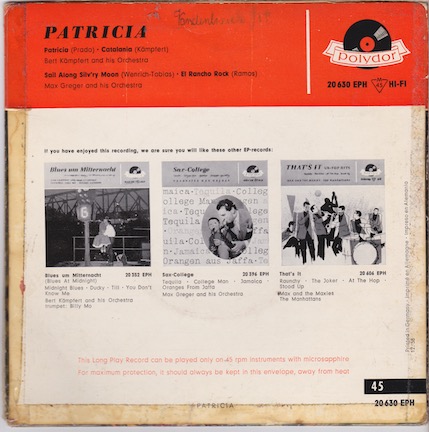 PATRICIA
Patricia (Prado) · Catalania (Kämpfert)
Bert Kämpfert and his Orchestra
Sail Along Silv'ry Moon (Wenrich-Tobias) · El Rancho Rock (Ramos)
Max Greger and his Orchestra
Polydor
20 630 EPH 45 HI-FI
If you have enjoyed this recording, we are sure you will like these other EP-records:
Blues um Mitternacht
Sax-College
THAT'S IT
6
Blues um Mitternacht 20 352 EPH
(Blues At Midnight)
Midnight Blues · Dusky · Till · You Don't
Know Me
Bert Kämpfert and his Orchestra
trumpet: Billy Mo
Sax-College 20 596 EPH
Tequila · College Man · Jamaica ·
Oranges From Jaffa
Max Greger and his Orchestra
That's It 20 606 EPH
Raunchy · The Joker · At The Hop ·
Stood Up
Max and the Maxies
The Manhattans
This Long Play Record can be played only on 45 rpm instruments with microsapphire
For maximum protection, it should always be kept in this envelope, away from heat
45
20 630 EPH
PATRICIA